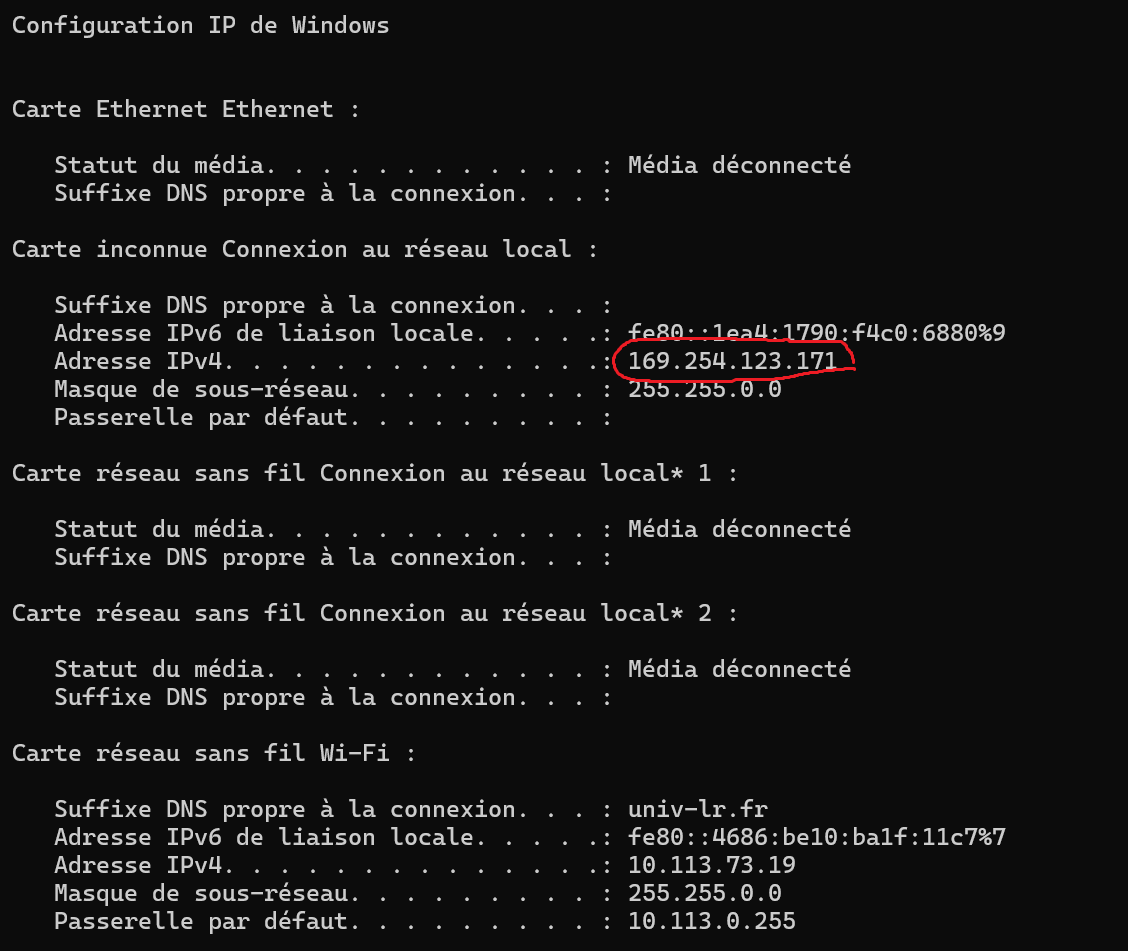 Configuration IP de Windows
Carte Ethernet Ethernet :
Statut du média. . . . . . . . . . . . : Média déconnecté
Suffixe DNS propre à la connexion. . . :
Carte inconnue Connexion au réseau local :
Suffixe DNS propre à la connexion. . . :
Adresse IPv6 de liaison locale. . . . .: fe80::1ea4:1790:f4c0:6880%9
Adresse IPv4. . . . . . . . . . . . . .: 169.254.123.171
Masque de sous-réseau. . . . . . . . . : 255.255.0.0
Passerelle par défaut. . . . . . . . . :
Carte réseau sans fil Connexion au réseau local* 1 :
Statut du média. . . . . . . . . . . . : Média déconnecté
Suffixe DNS propre à la connexion. . . :
Carte réseau sans fil Connexion au réseau local* 2 :
Statut du média. . . . . . . . . . . . : Média déconnecté
Suffixe DNS propre à la connexion. . . :
Carte réseau sans fil Wi-Fi :
Suffixe DNS propre à la connexion. . . : univ-lr.fr
Adresse IPv6 de liaison locale. . . . .: fe80::4686:be10:ba1f:11c7%7
Adresse IPv4. . . . . . . . . . . . . .: 10.113.73.19
Masque de sous-réseau. . . . . . . . . : 255.255.0.0
Passerelle par défaut. . . . . . . . . : 10.113.0.255